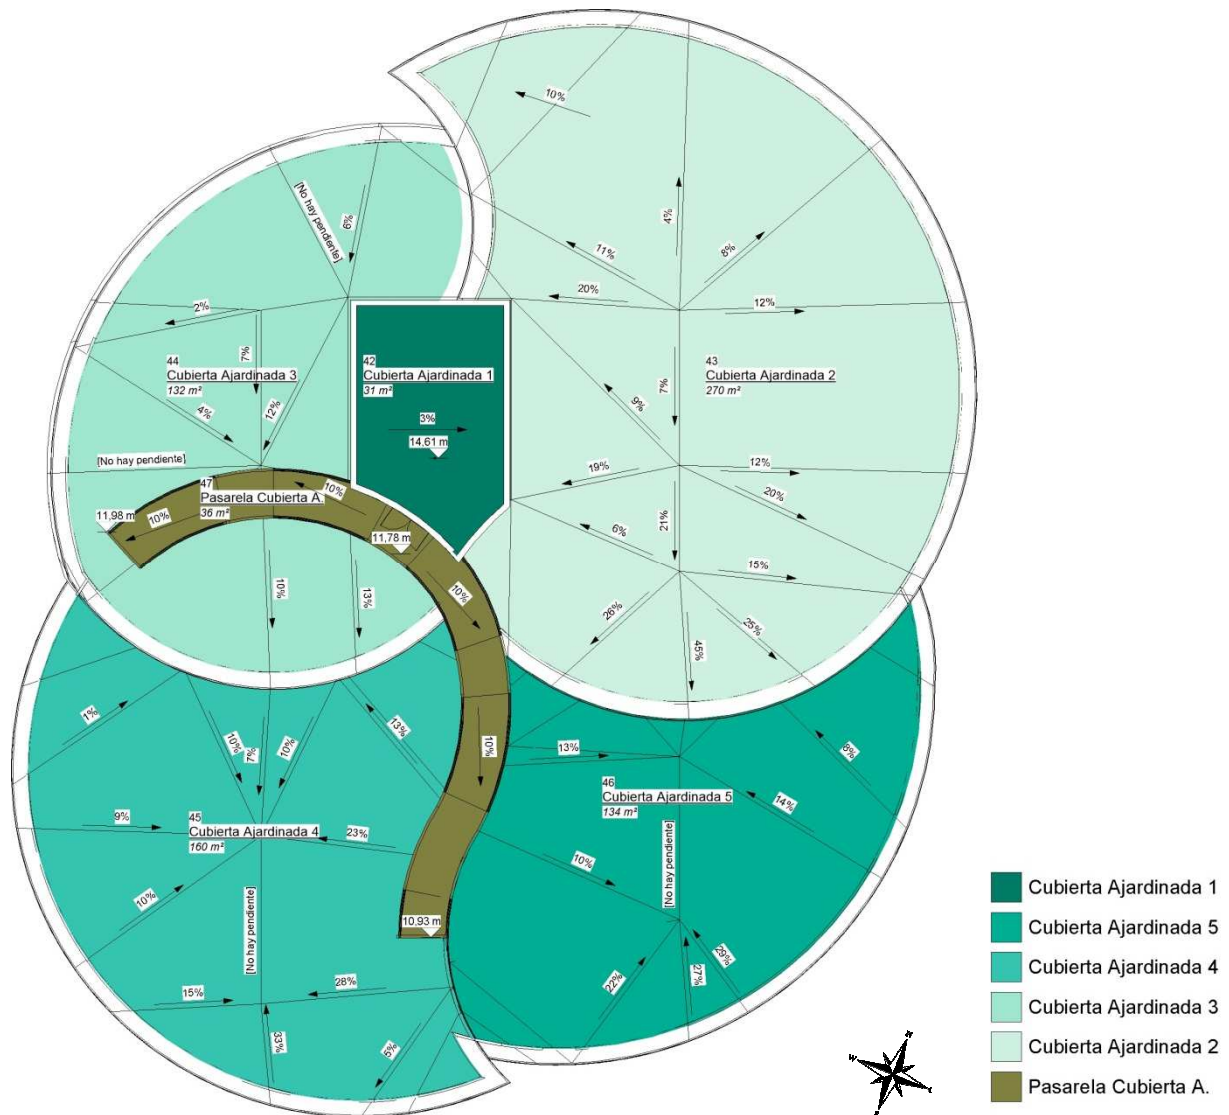 10%
4%
8%
11%
20%
12%
[No hay pendiente]
6%
2%
7%
44
Cubierta Ajardinada 3
132 m²
4%
12%
42
Cubierta Ajardinada 1
31 m²
3%
14,61 m
43
Cubierta Ajardinada 2
270 m²
7%
9%
19%
12%
20%
21%
6%
15%
26%
45%
25%
[No hay pendiente]
47
Pasarela Cubierta A.
36 m²
10%
10%
11,98 m
11,78 m
10%
10%
13%
1%
10%
7%
10%
13%
10%
9%
45
Cubierta Ajardinada 4
160 m²
23%
10%
[No hay pendiente]
15%
28%
33%
5%
10,93 m
13%
8%
46
Cubierta Ajardinada 5
134 m²
14%
10%
[No hay pendiente]
22%
27%
29%
Cubierta Ajardinada 1
Cubierta Ajardinada 5
Cubierta Ajardinada 4
Cubierta Ajardinada 3
Cubierta Ajardinada 2
Pasarela Cubierta A.